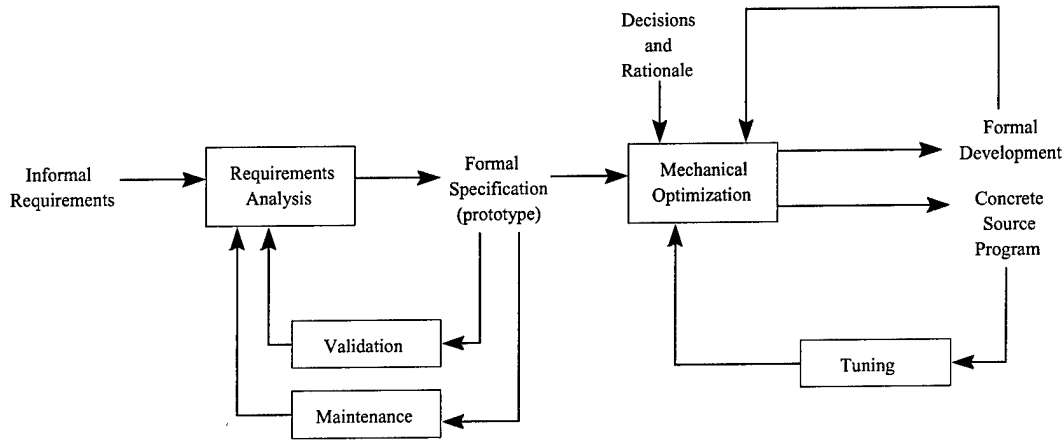 Informal
Requirements
Requirements
Analysis
Formal
Specification
(prototype)
Validation
Maintenance
Decisions
and
Rationale
Mechanical
Optimization
Formal
Development
Concrete
Source
Program
Tuning